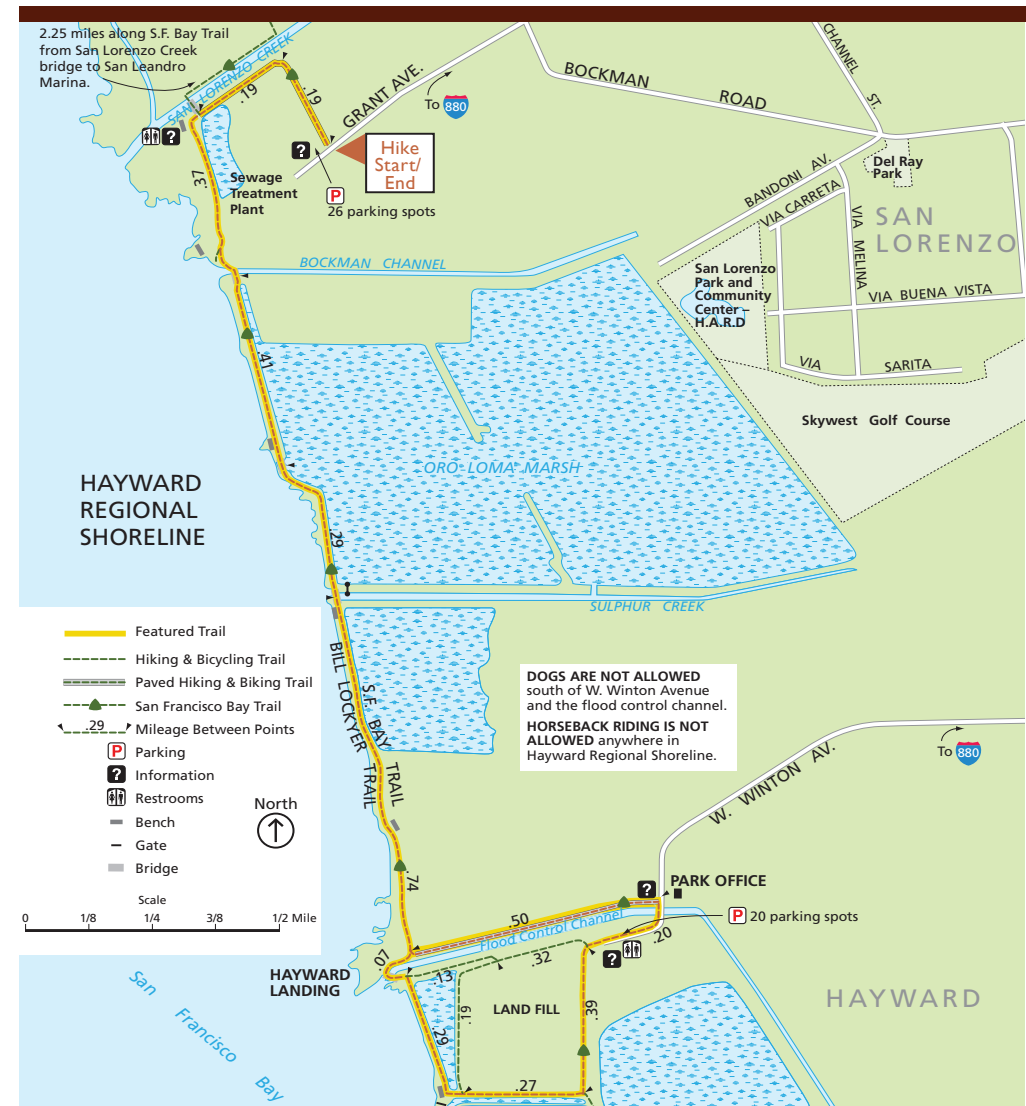 2.25 miles along S.F. Bay Trail
from San Lorenzo Creek
bridge to San Leandro
Marina.
SAN LORENZO CREEK
.19
.19
GRANT AVE.
To 880
BOCKMAN ROAD
CHANNEL ST.
Hike
Start/
End
?
?
P
26 parking spots
Sewage
Treatment
Plant
.37
BANDONI AV.
Del Ray
Park
VIA CARRETA
VIA MELINA
SAN
LORENZO
BOCKMAN CHANNEL
San Lorenzo
Park and
Community
Center –
H.A.R.D
VIA BUENA VISTA
VIA SARITA
.41
Skywest Golf Course
ORO LOMA MARSH
HAYWARD
REGIONAL
SHORELINE
.29
SULPHUR CREEK
Featured Trail
Hiking & Bicycling Trail
Paved Hiking & Biking Trail
San Francisco Bay Trail
.29 Mileage Between Points
P Parking
? Information
Restrooms
Bench
Gate
Bridge
North
Scale
0 1/8 1/4 3/8 1/2 Mile
S.F. BAY TRAIL
BILL LOCKYER TRAIL
DOGS ARE NOT ALLOWED
south of W. Winton Avenue
and the flood control channel.
HORSEBACK RIDING IS NOT
ALLOWED anywhere in
Hayward Regional Shoreline.
To 880
W. WINTON AV.
.74
?
PARK OFFICE
.50
Flood Control Channel
P 20 parking spots
.20
?
.07
.32
.13
HAYWARD
LANDING
.19
LAND FILL
.39
.29
.27
HAYWARD
San
Francisco
Bay